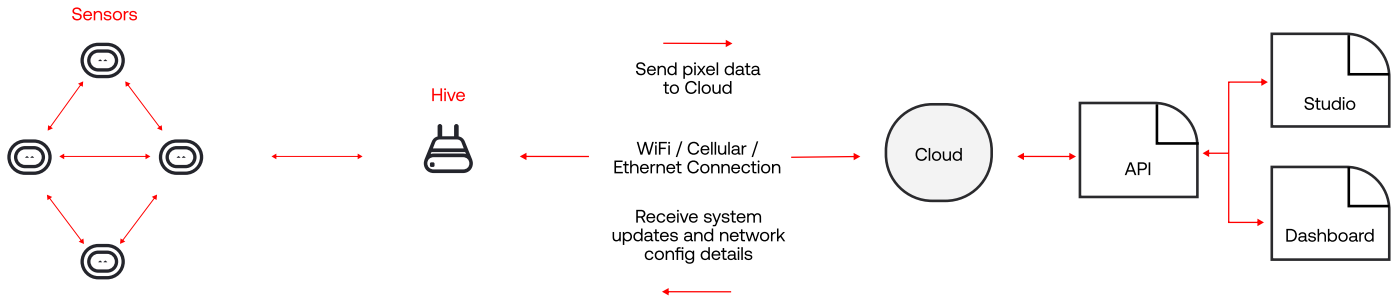 Sensors
Hive
Send pixel data
to Cloud
WiFi / Cellular /
Ethernet Connection
Receive system
updates and network
config details
Cloud
API
Studio
Dashboard